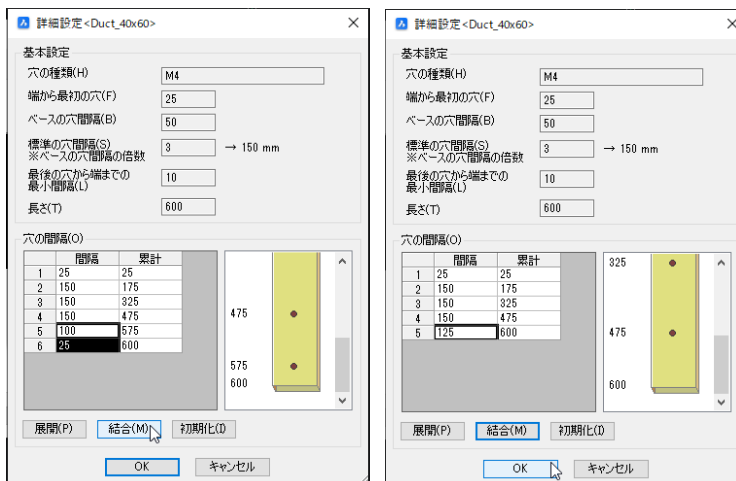 詳細設定<Duct_40x60>
基本設定
穴の種類(H) M4
端から最初の穴(F) 25
ベースの穴間隔(B) 50
標準の穴間隔(S) 3 → 150 mm
※ベースの穴間隔の倍数
最後の穴から端までの
最小間隔(L) 10
長さ(T) 600
穴の間隔(O)
間隔 累計
1 25 25
2 150 175
3 150 325
4 150 475
5 100 575
6 25 600
475
575
600
展開(P) 結合(M) 初期化(I)
OK キャンセル
詳細設定<Duct_40x60>
基本設定
穴の種類(H) M4
端から最初の穴(F) 25
ベースの穴間隔(B) 50
標準の穴間隔(S) 3 → 150 mm
※ベースの穴間隔の倍数
最後の穴から端までの
最小間隔(L) 10
長さ(T) 600
穴の間隔(O)
間隔 累計
1 25 25
2 150 175
3 150 325
4 150 475
5 125 600
325
475
600
展開(P) 結合(M) 初期化(I)
OK キャンセル